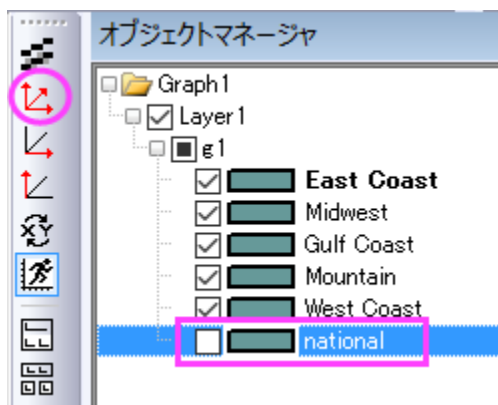 オブジェクトマネージャ
Graph1
Layer1
g1
East Coast
Midwest
Gulf Coast
Mountain
West Coast
national